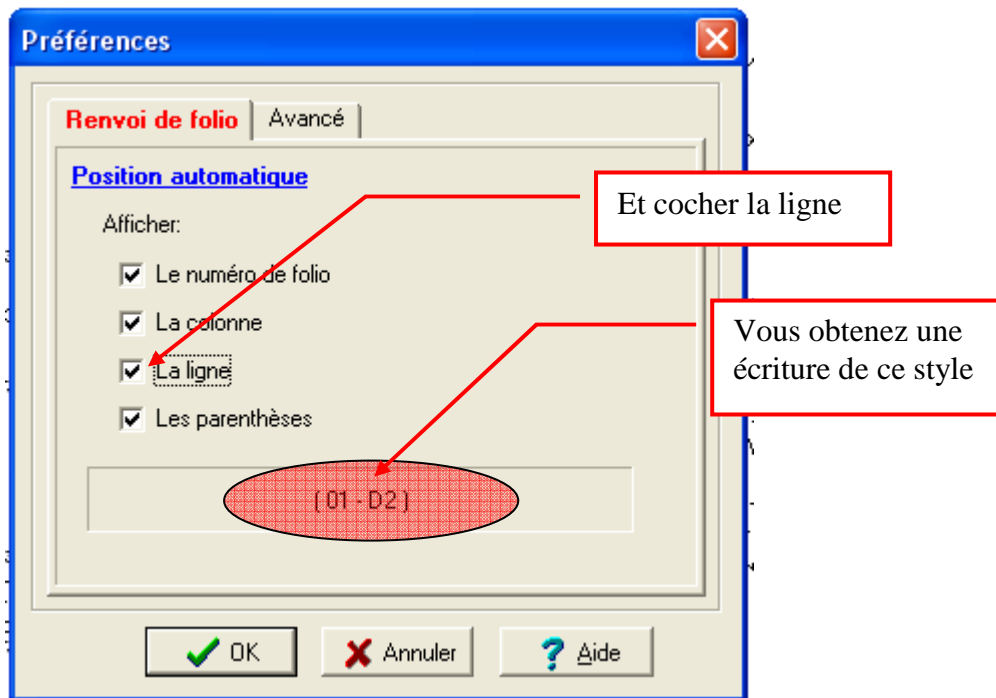 Préférences
Renvoi de folio
Avancé
Position automatique
Et cocher la ligne
Afficher:
Le numéro de folio
La colonne
La ligne
Vous obtenez une
écriture de ce style
Les parenthèses
( 01 - D2 )
OK
Annuler
Aide